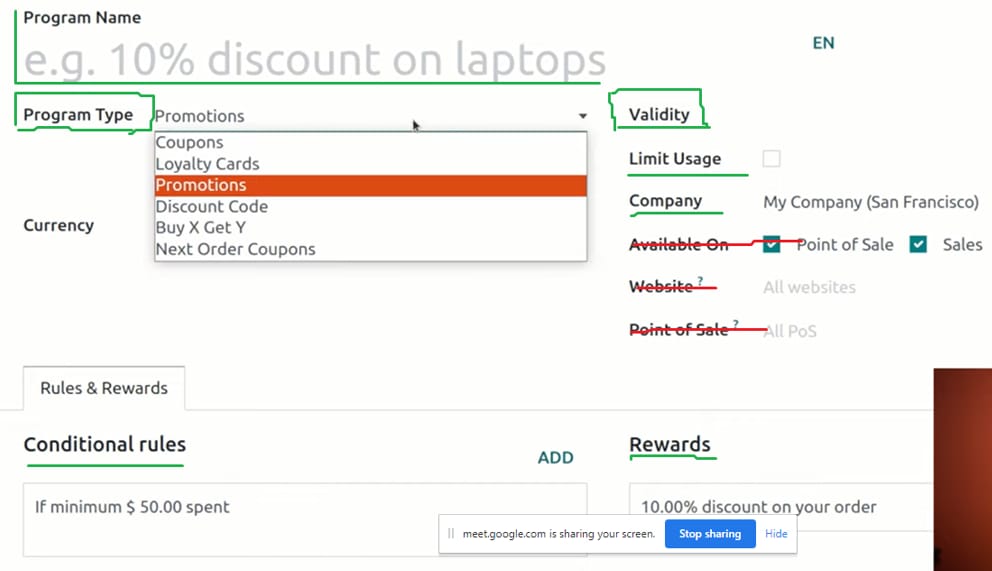 Program Name
e.g. 10% discount on laptops
EN
Program Type
Promotions
Coupons
Loyalty Cards
Promotions
Discount Code
Buy X Get Y
Next Order Coupons
Currency
Validity
Limit Usage
Company My Company (San Francisco)
Available On Point of Sale Sales
Website ? All websites
Point of Sale ? All PoS
Rules & Rewards
Conditional rules
ADD
If minimum $ 50.00 spent
Rewards
10.00% discount on your order
meet.google.com is sharing your screen. Stop sharing Hide